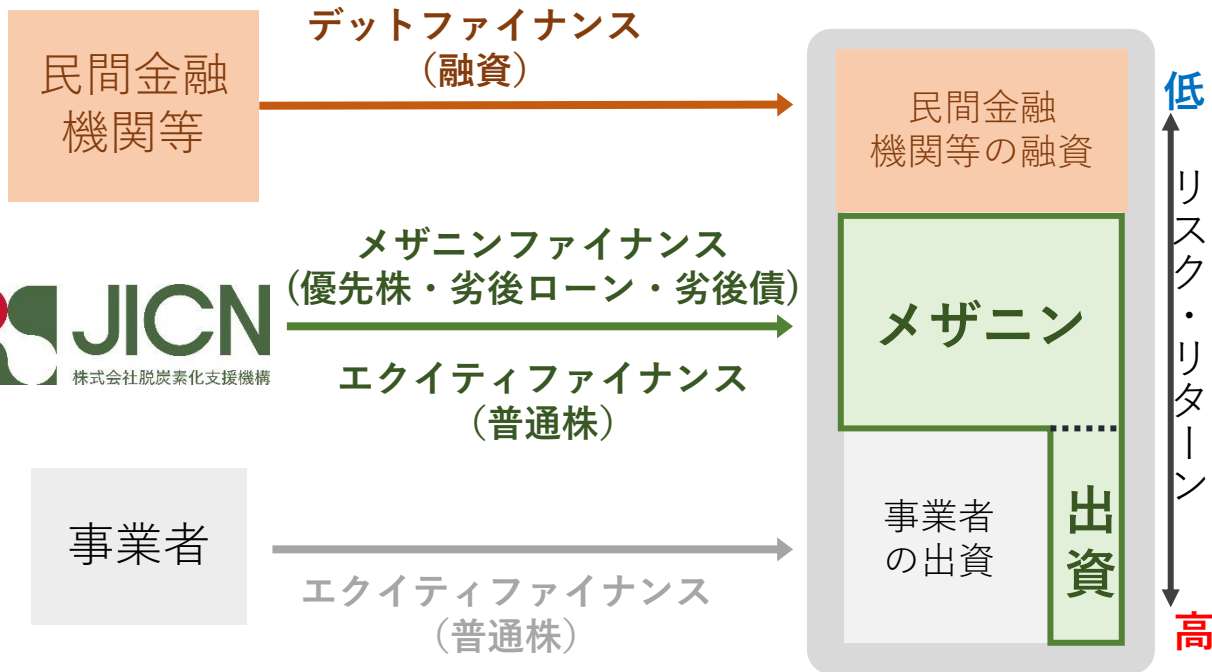 民間金融
機関等
デットファイナンス
（融資）
JICN
株式会社脱炭素化支援機構
メザニンファイナンス
(優先株・劣後ローン・劣後債)
エクイティファイナンス
（普通株）
事業者
エクイティファイナンス
（普通株）
民間金融
機関等の融資
メザニン
事業者
の出資
出資
低
リスク・リターン
高